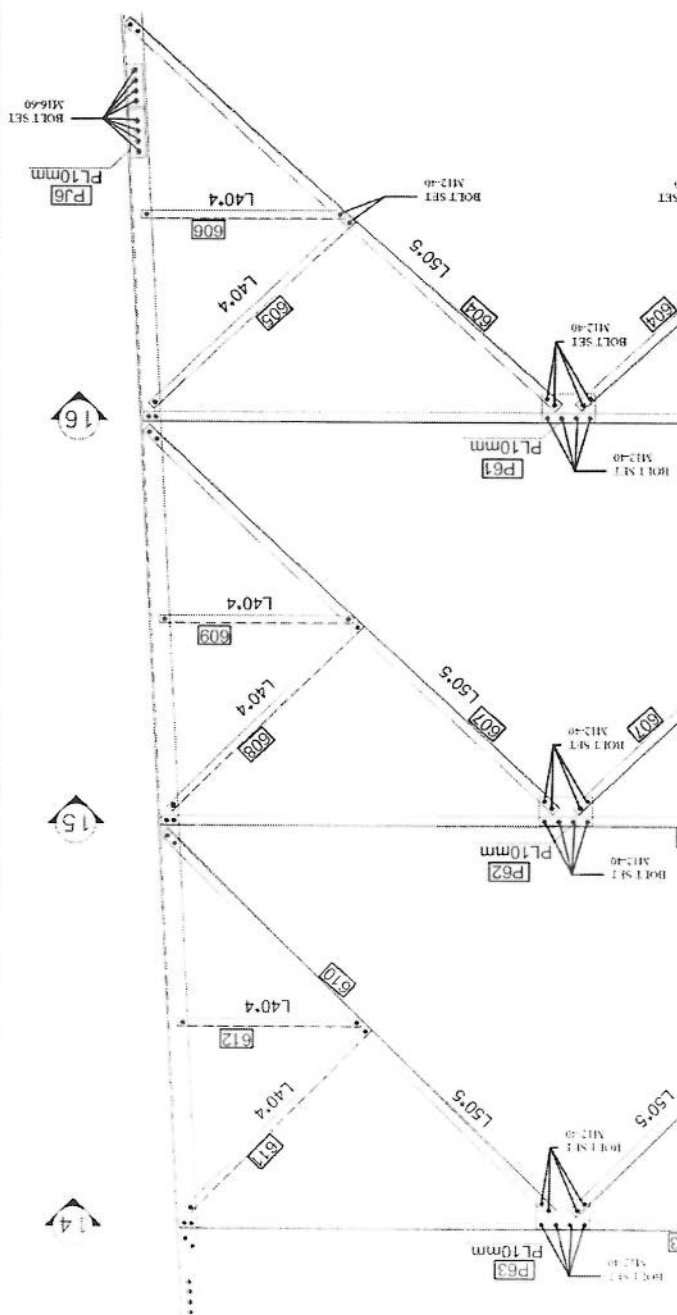 BOLT SET
M12-40
P63
PL10mm
14
BOLT SET
M12-40
611
L50*5
L50*5
L40*4
612
L40*4
610
BOLT SET
M12-40
P62
PL10mm
15
BOLT SET
M12-40
607
607
608
L50*5
L40*4
609
L40*4
BOLT SET
M12-40
P61
PL10mm
16
BOLT SET
M12-40
604
604
605
L50*5
L40*4
606
L40*4
SET
BOLT SET
M12-40
PJ6
PL10mm
BOLT SET
M16-60